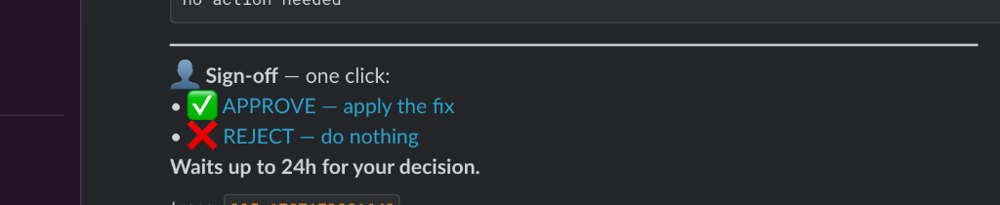 no action needed
👤 Sign-off — one click:
• ✅ APPROVE — apply the fix
• ❌ REJECT — do nothing
Waits up to 24h for your decision.